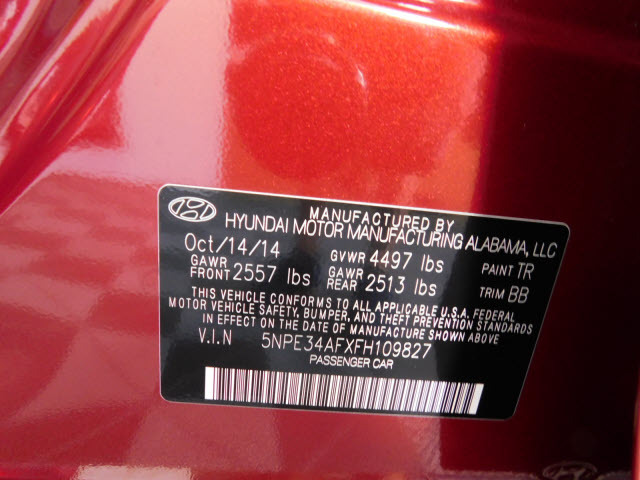 MANUFACTURED BY
HYUNDAI MOTOR MANUFACTURING ALABAMA, LLC
Oct/14/14 GVWR 4497 lbs PAINT TR
GAWR FRONT 2557 lbs GAWR REAR 2513 lbs TRIM BB
THIS VEHICLE CONFORMS TO ALL APPLICABLE U.S.A. FEDERAL
MOTOR VEHICLE SAFETY, BUMPER, AND THEFT PREVENTION STANDARDS
IN EFFECT ON THE DATE OF MANUFACTURE SHOWN ABOVE.
V.I.N 5NPE34AFXFH109827
PASSENGER CAR